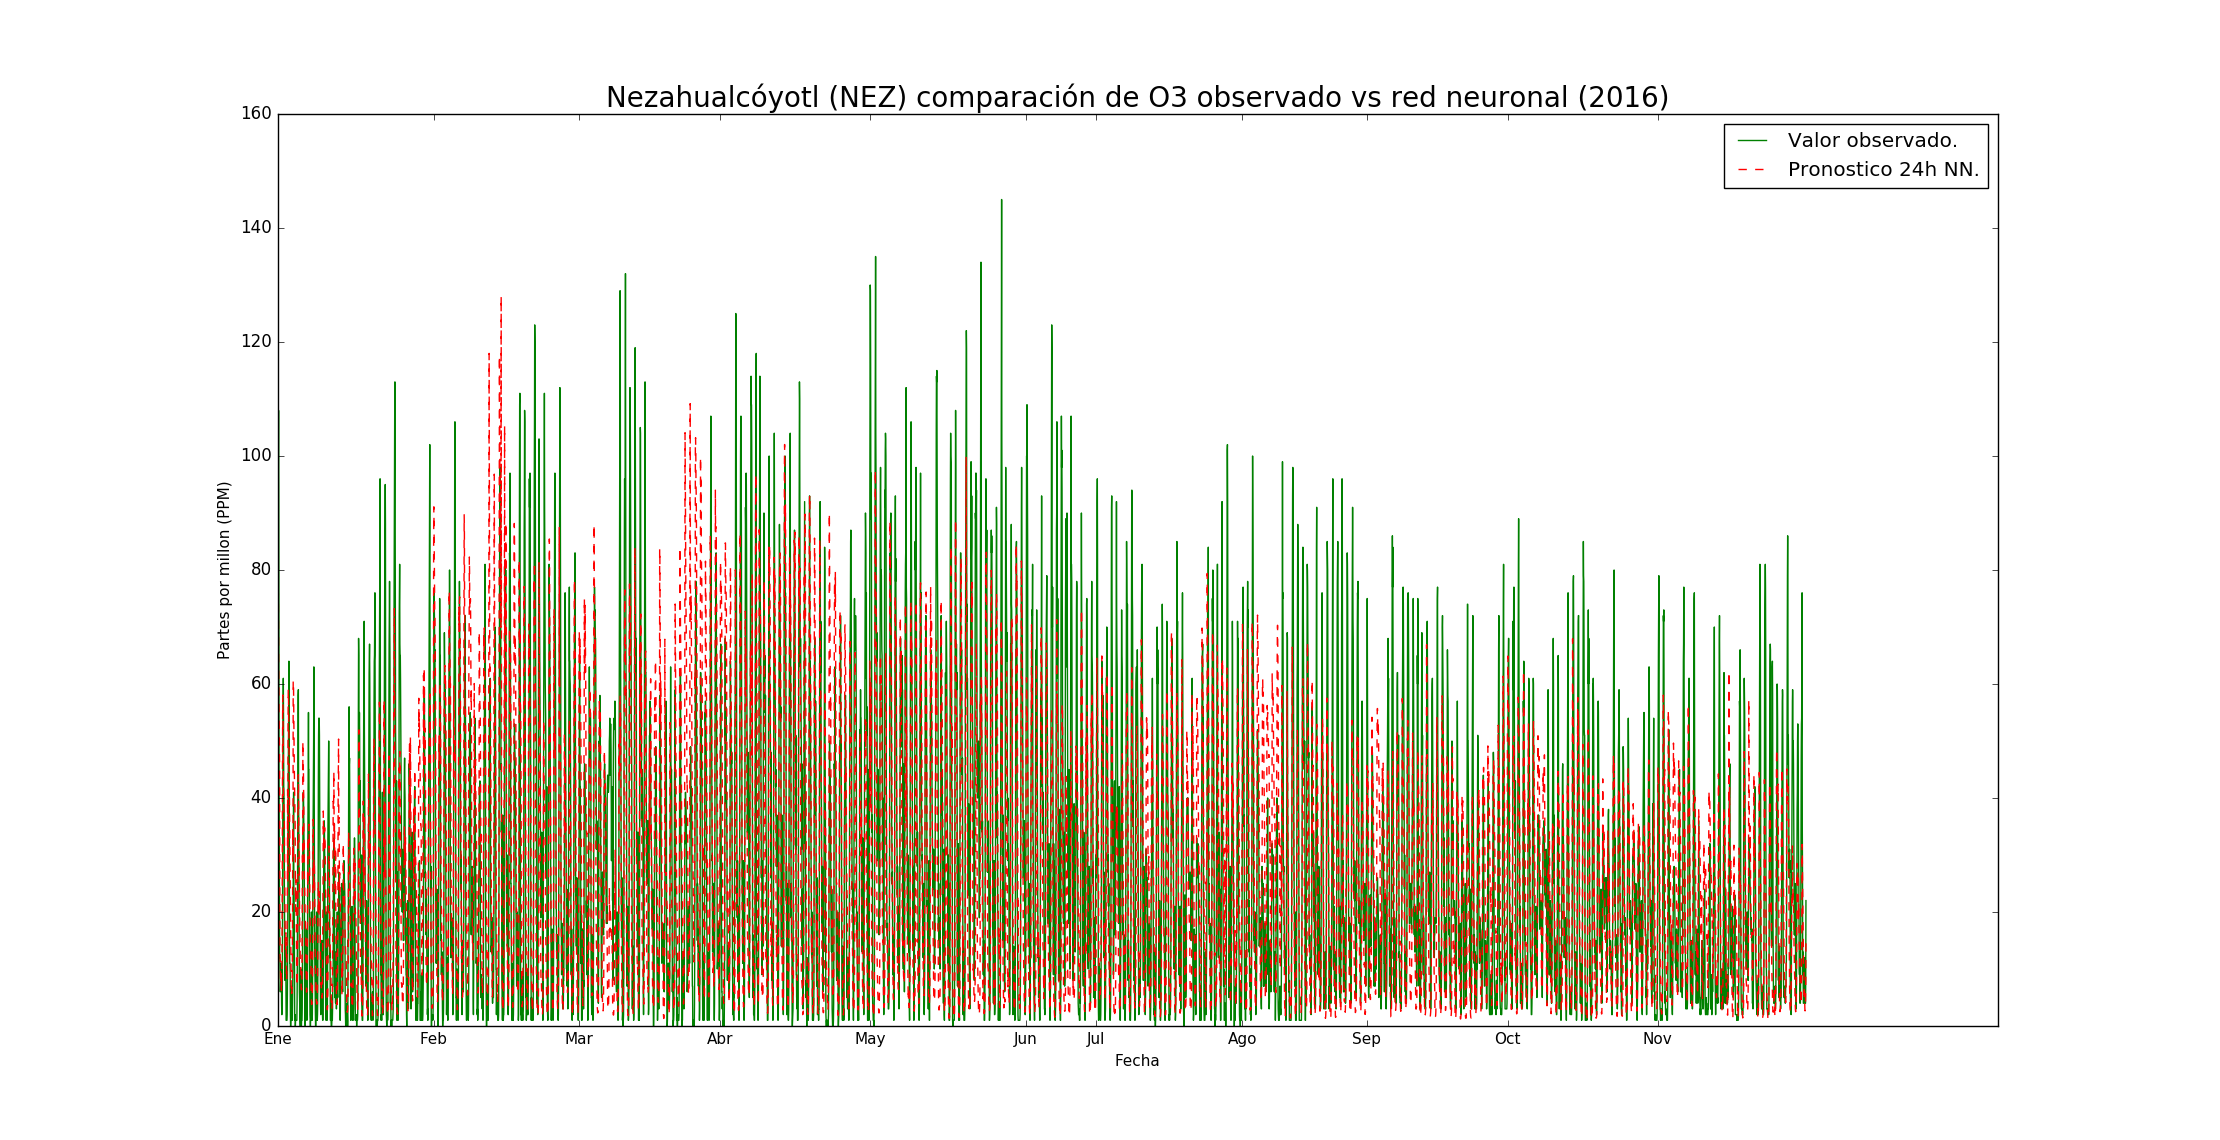 Nezahualcóyotl (NEZ) comparación de O3 observado vs red neuronal (2016)
160
140
120
100
80
60
40
20
0
Partes por millon (PPM)
Valor observado.
Pronostico 24h NN.
Ene Feb Mar Abr May Jun Jul Ago Sep Oct Nov
Fecha